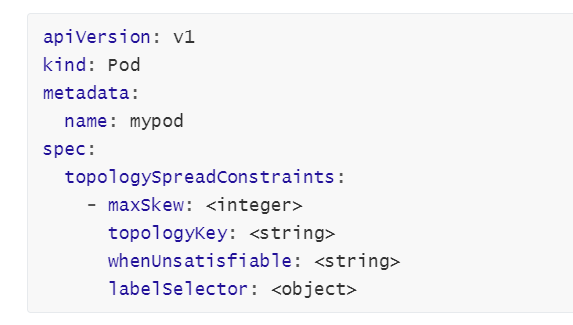 apiVersion: v1
kind: Pod
metadata:
  name: mypod
spec:
  topologySpreadConstraints:
    - maxSkew: <integer>
      topologyKey: <string>
      whenUnsatisfiable: <string>
      labelSelector: <object>